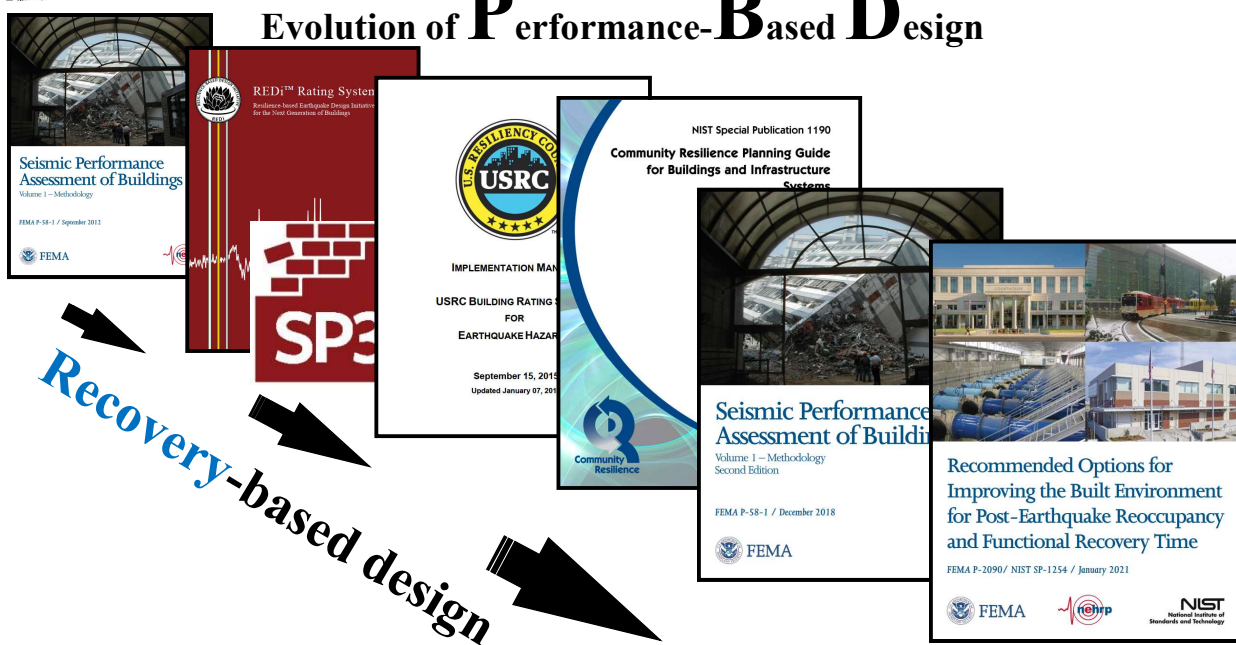 Evolution of Performance-Based Design
Seismic Performance
Assessment of Buildings
Volume 1 – Methodology
FEMA P-58-1 / September 2012
FEMA
REDi
REDi™ Rating System
Resilience-based Earthquake Design Initiative
for the Next Generation of Buildings
SP3
U.S. RESILIENCY COU
USRC
IMPLEMENTATION MAN
USRC BUILDING RATING S
FOR
EARTHQUAKE HAZAR
September 15, 2015
Updated January 07, 201
NIST Special Publication 1190
Community Resilience Planning Guide
for Buildings and Infrastructure
Systems
Community
Resilience
Seismic Performance
Assessment of Buildin
Volume 1 – Methodology
Second Edition
FEMA P-58-1 / December 2018
FEMA
Recommended Options for
Improving the Built Environment
for Post-Earthquake Reoccupancy
and Functional Recovery Time
FEMA P-2090/ NIST SP-1254 / January 2021
FEMA
nehrp
NIST
National Institute of
Standards and Technology
Recovery-based design